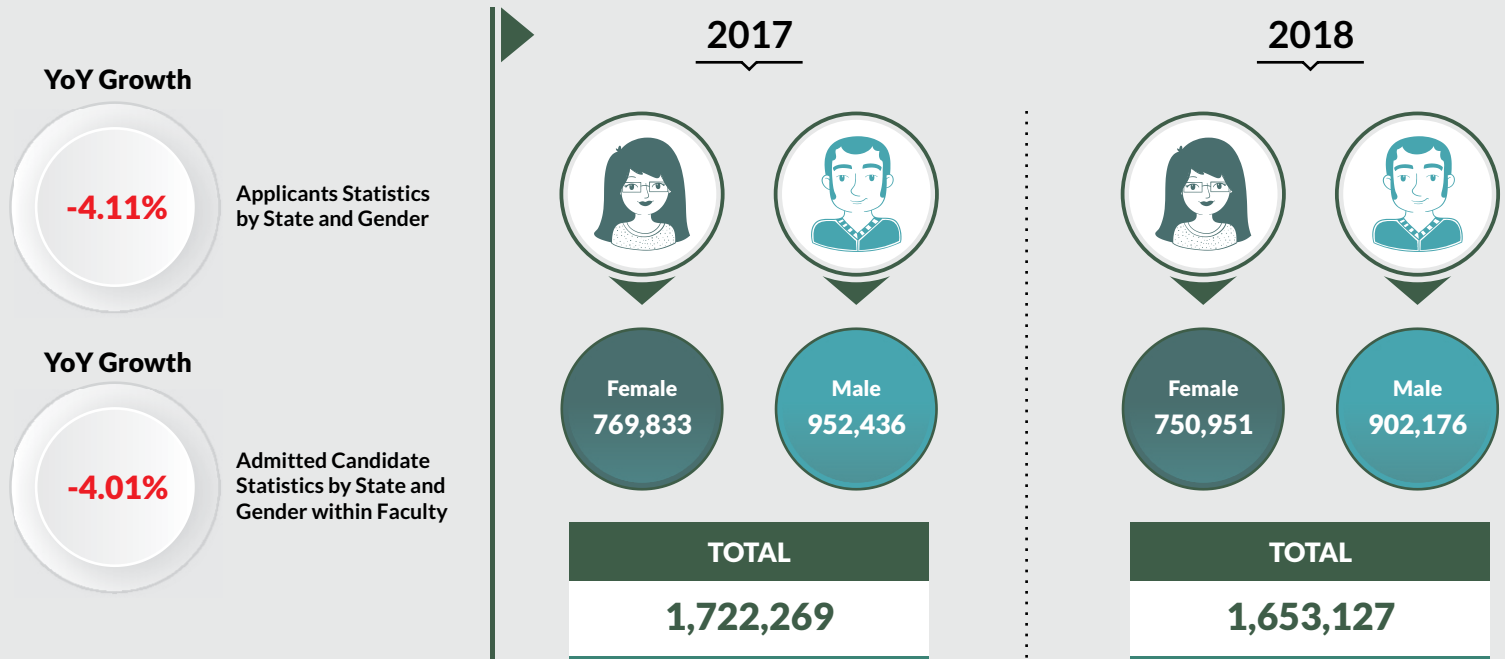 YoY Growth
-4.11%
Applicants Statistics
by State and Gender
YoY Growth
-4.01%
Admitted Candidate
Statistics by State and
Gender within Faculty
2017
Female
769,833
Male
952,436
TOTAL
1,722,269
2018
Female
750,951
Male
902,176
TOTAL
1,653,127